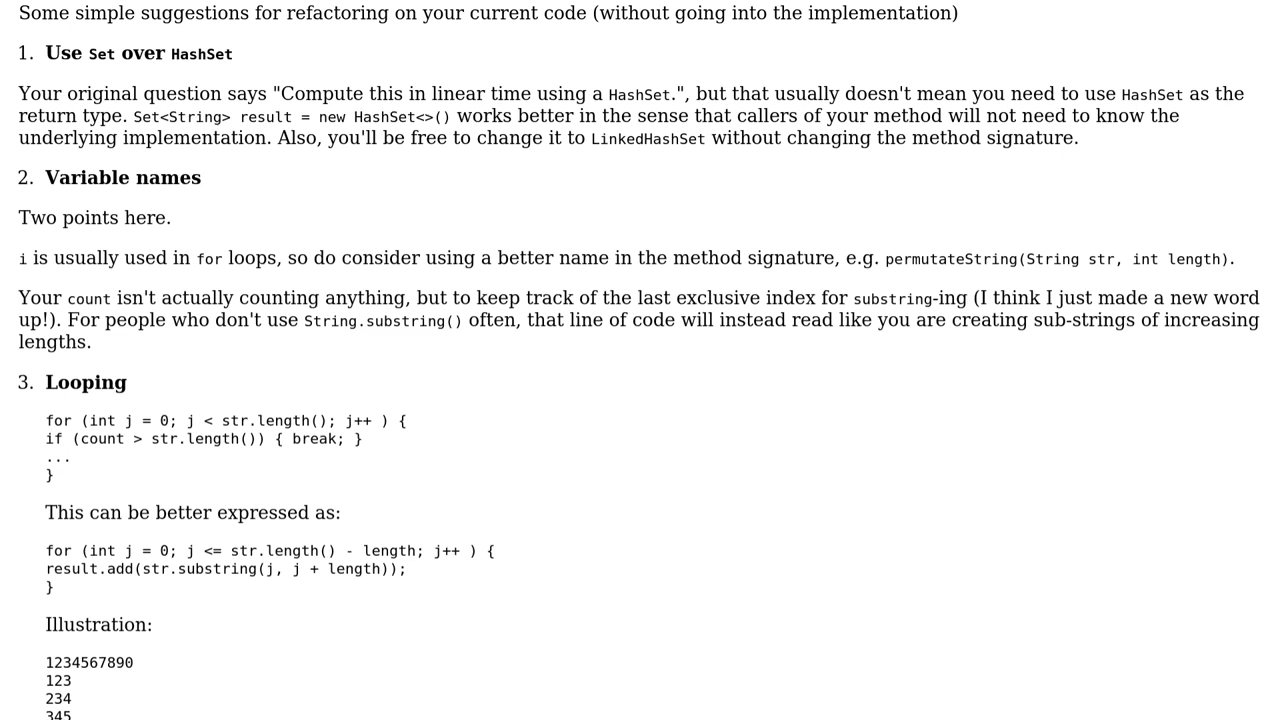 Some simple suggestions for refactoring on your current code (without going into the implementation)
1. Use Set over HashSet
Your original question says "Compute this in linear time using a HashSet.", but that usually doesn't mean you need to use HashSet as the
return type. Set<String> result = new HashSet<>() works better in the sense that callers of your method will not need to know the
underlying implementation. Also, you'll be free to change it to LinkedHashSet without changing the method signature.
2. Variable names
Two points here.
i is usually used in for loops, so do consider using a better name in the method signature, e.g. permutateString(String str, int length).
Your count isn't actually counting anything, but to keep track of the last exclusive index for substring-ing (I think I just made a new word
up!). For people who don't use String.substring() often, that line of code will instead read like you are creating sub-strings of increasing
lengths.
3. Looping
for (int j = 0; j < str.length(); j++ ) {
if (count > str.length()) { break; }
...
}
This can be better expressed as:
for (int j = 0; j <= str.length() - length; j++ ) {
result.add(str.substring(j, j + length));
}
Illustration:
1234567890
123
234
345